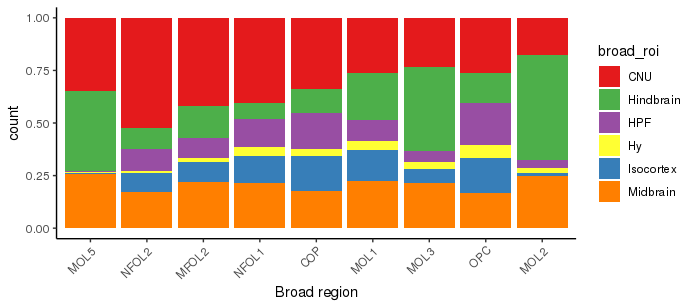 1.00
0.75
0.50
0.25
0.00
count
MOL5
NFOL2
MFOL2
NFOL1
COP
MOL1
MOL3
OPC
MOL2
Broad region
broad_roi
CNU
Hindbrain
HPF
Hy
Isocortex
Midbrain